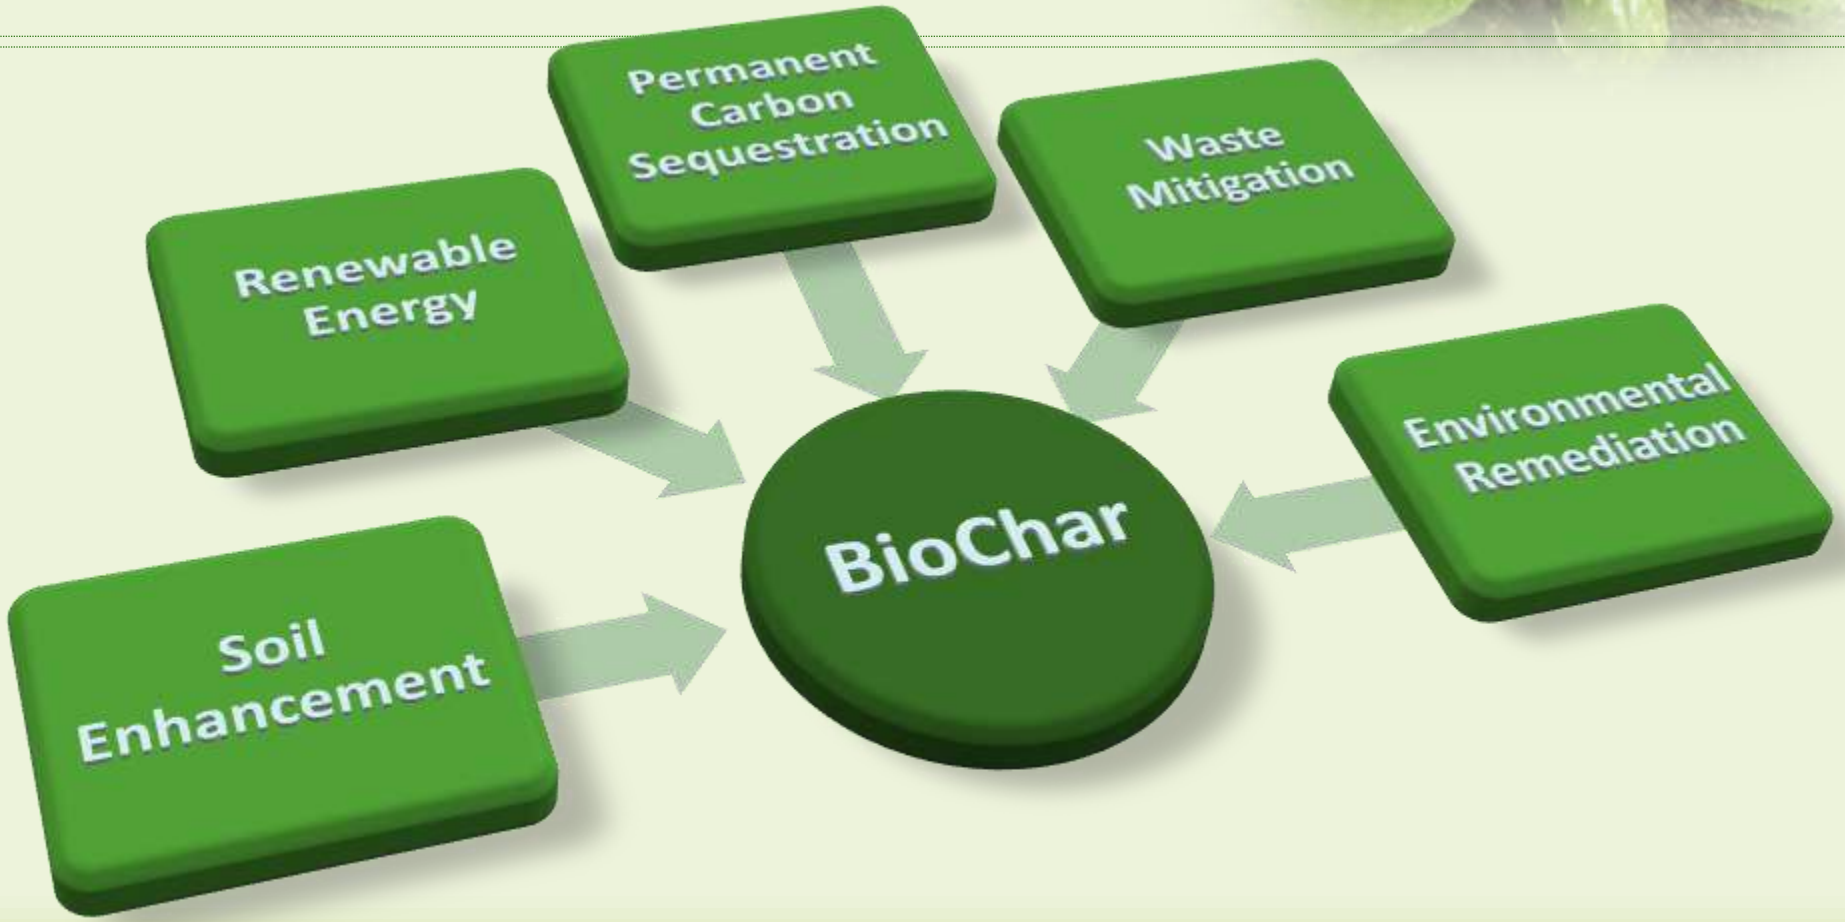 Permanent
Carbon
Sequestration
Waste
Mitigation
Renewable
Energy
Environmental
Remediation
BioChar
Soil
Enhancement